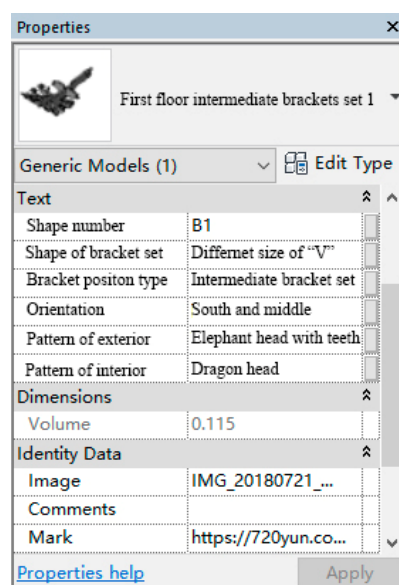 Properties
First floor intermediate brackets set 1
Generic Models (1) Edit Type
Text
Shape number B1
Shape of bracket set Differnet size of “V”
Bracket positon type Intermediate bracket set
Orientation South and middle
Pattern of exterior Elephant head with teeth
Pattern of interior Dragon head
Dimensions
Volume 0.115
Identity Data
Image IMG_20180721_...
Comments
Mark https://720yun.co...
Properties help Apply